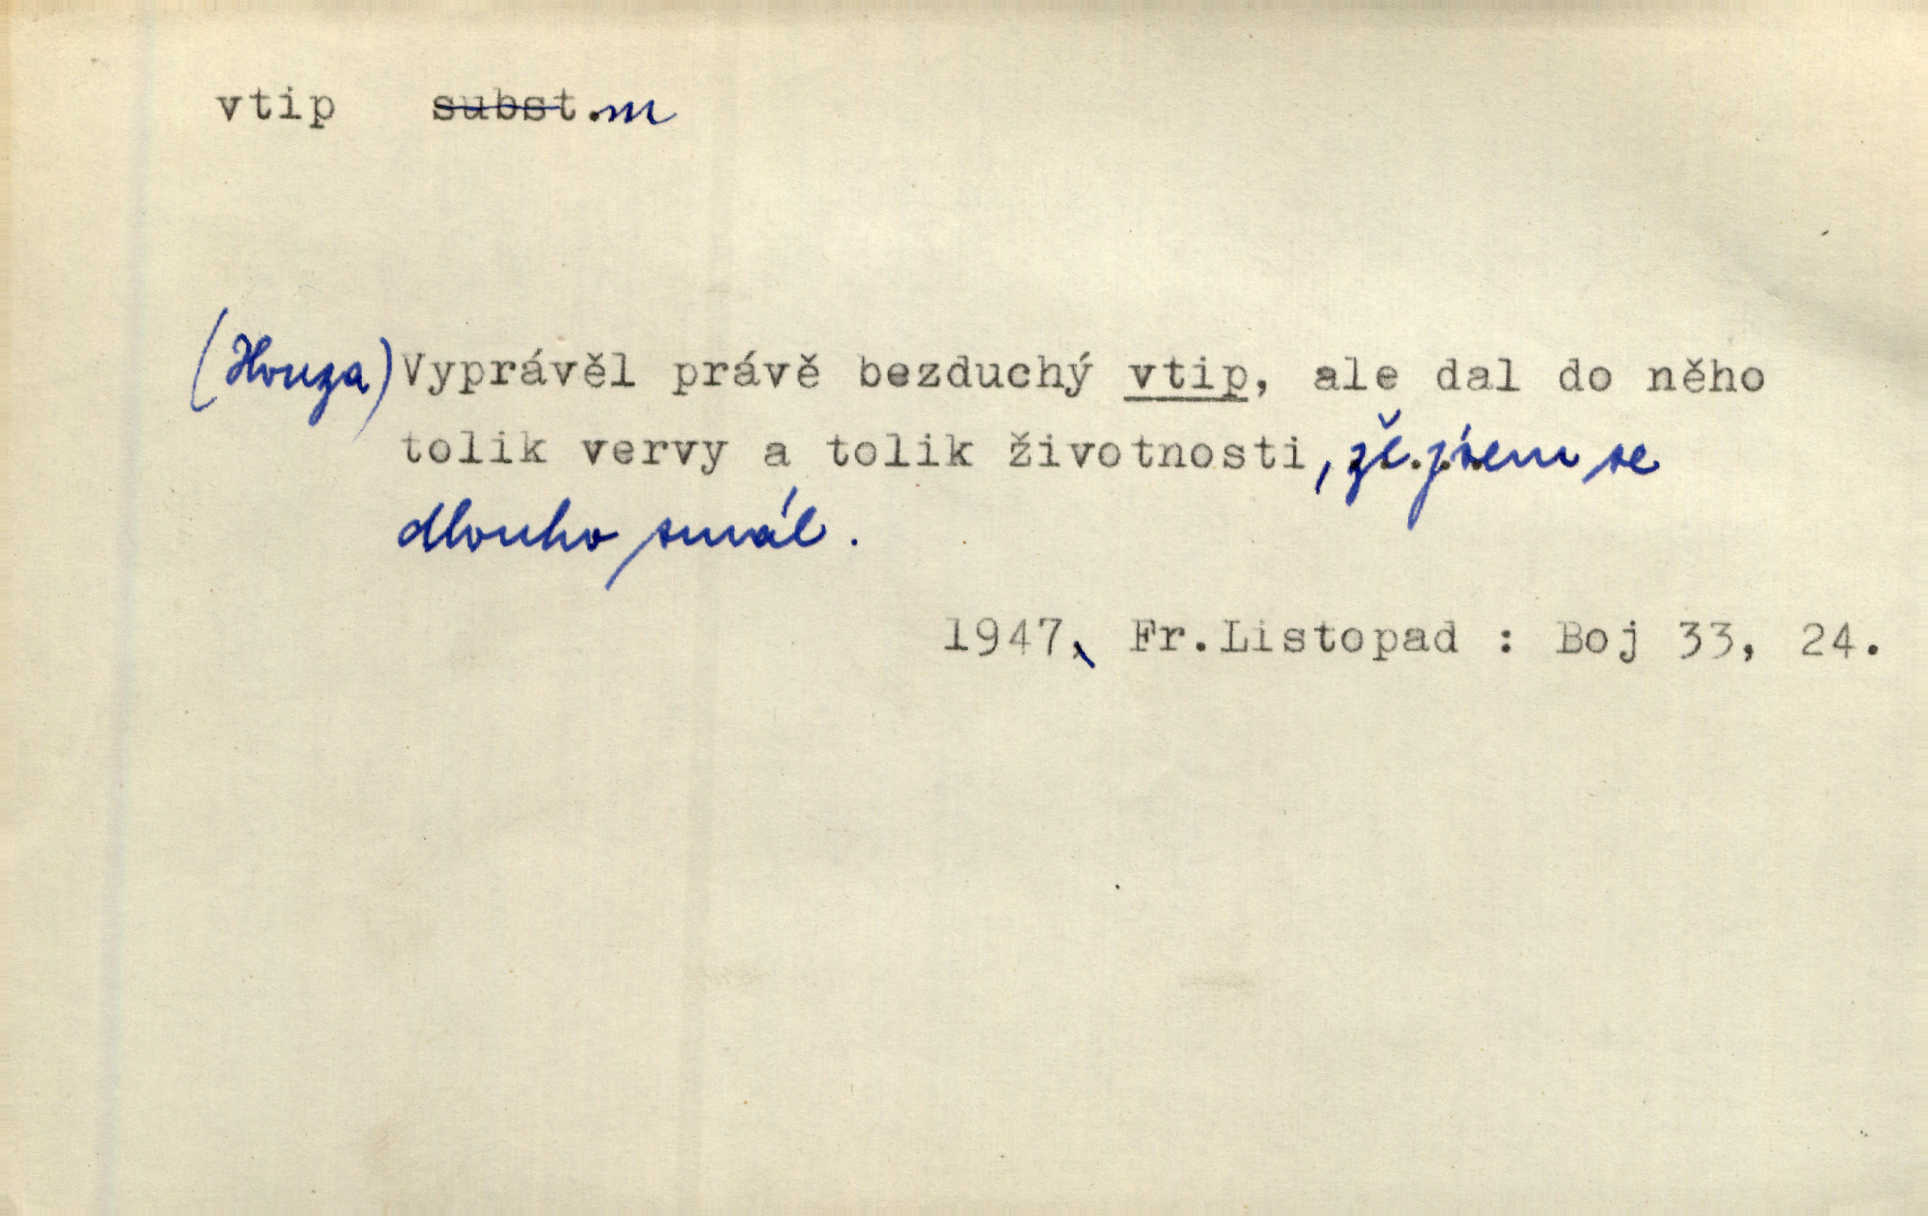 vtip subst. m
(Houza) Vyprávěl právě bezduchý vtip, ale dal do něho
tolik vervy a tolik životnosti, že jsem se
dlouho smál.
1947, Fr.Listopad : Boj 33, 24.